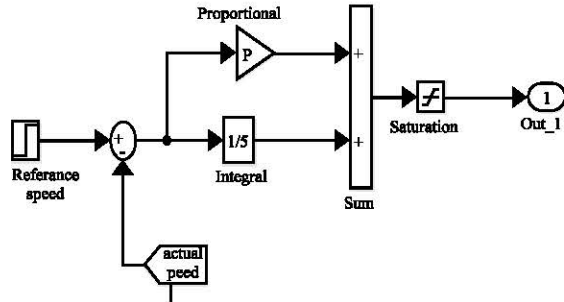 Proportional
P
+
+
1
Saturation
Out_1
+
-
1/5
Referance
speed
Integral
Sum
actual
peed